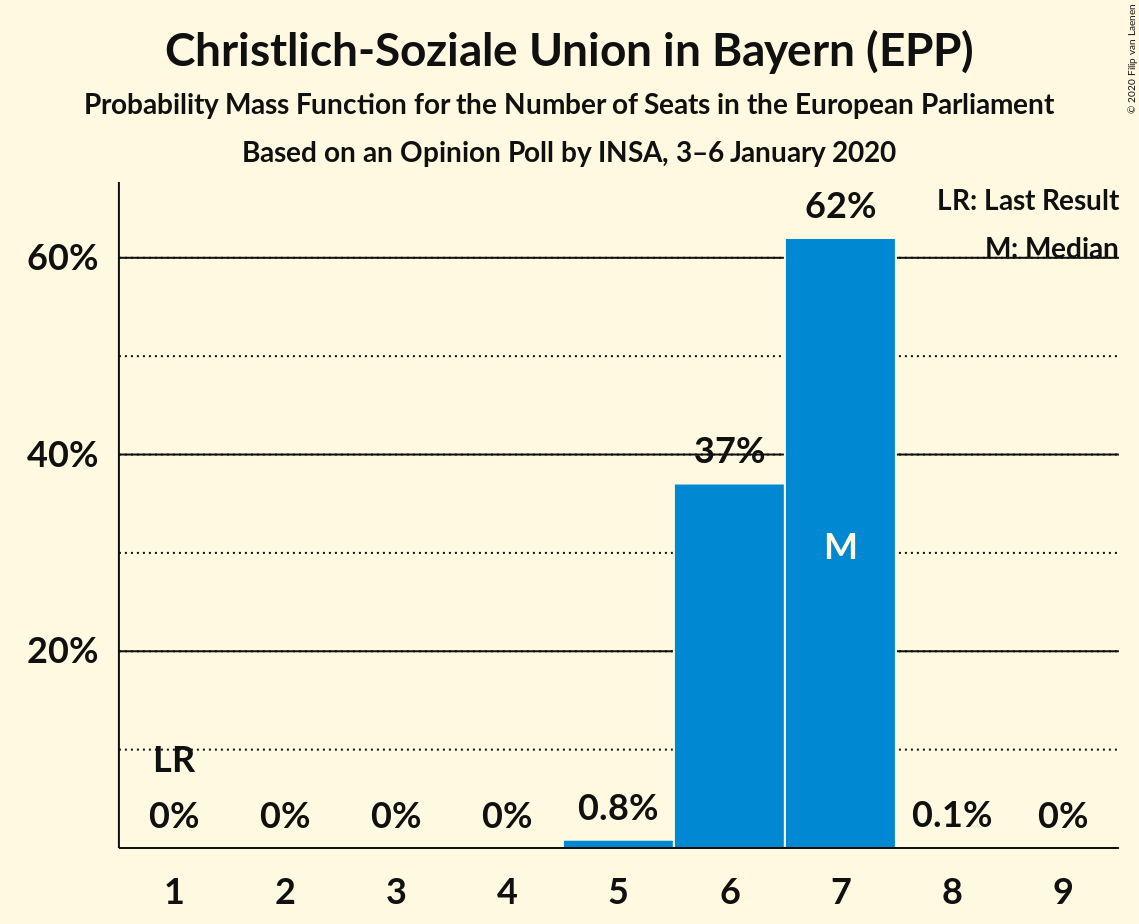 Christlich-Soziale Union in Bayern (EPP)
Probability Mass Function for the Number of Seats in the European Parliament
Based on an Opinion Poll by INSA, 3–6 January 2020
© 2020 Filip van Laenen
LR: Last Result
M: Median
62%
60%
37%
40%
M
20%
LR
0% 0% 0% 0% 0.8% 0.1% 0%
1 2 3 4 5 6 7 8 9